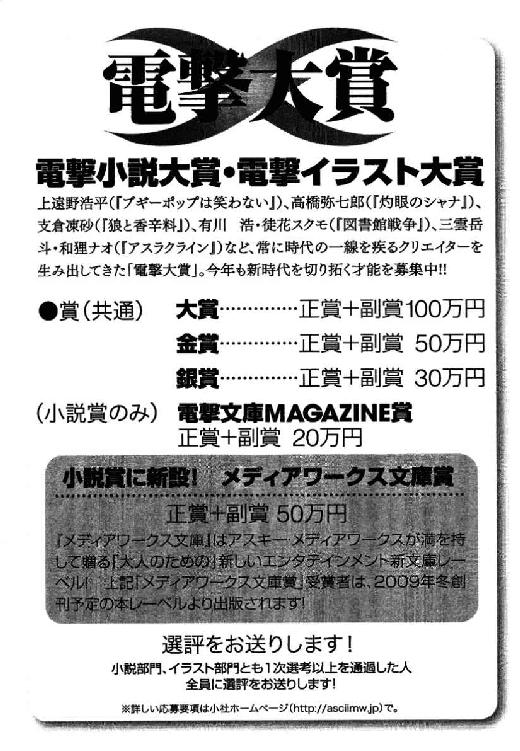 電撃大賞
電撃小説大賞・電撃イラスト大賞
上遠野浩平(『ブギーポップは笑わない』)、高橋弥七郎(『灼眼のシャナ』)、
支倉凍砂(『狼と香辛料』)、有川　浩・徒花スクモ(『図書館戦争』)、三雲岳
斗・和狸ナオ(『アスラクライン』)など、常に時代の一線を疾るクリエイターを
生み出してきた「電撃大賞」。今年も新時代を切り拓く才能を募集中!!
●賞(共通)　大賞‥‥‥‥‥‥正賞＋副賞100万円
金賞‥‥‥‥‥‥正賞＋副賞 50万円
銀賞‥‥‥‥‥‥正賞＋副賞 30万円
(小説賞のみ)　電撃文庫MAGAZINE賞
正賞＋副賞 20万円
小説賞に新設!　メディアワークス文庫賞
正賞＋副賞 50万円
『メディアワークス文庫』はアスキー・メディアワークスが満を持
して贈る「大人のための」新しいエンタテインメント新文庫レー
ベル!　上記「メディアワークス文庫賞」受賞者は、2009年冬創
刊予定の本レーベルより出版されます!
選評をお送りします!
小説部門、イラスト部門とも1次選考以上を通過した人
全員に選評をお送りします!
※詳しい応募要項は小社ホームページ(http://asciimw.jp)で。